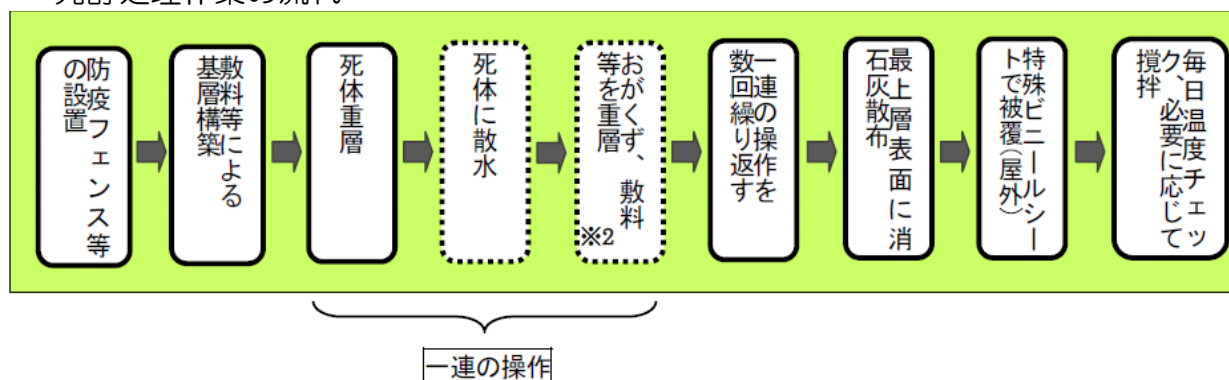 処理作業の流れ
防疫フェンス等
の設置
敷料等による
基層構築
死体重層
死体に散水
おがくず、敷料
等を重層
※2
一連の操作を
数回繰り返す
最上層表面に消
石灰散布
特殊ビニールシー
トで被覆（屋外）
毎日温度チェッ
ク、必要に応じて
撹拌
一連の操作